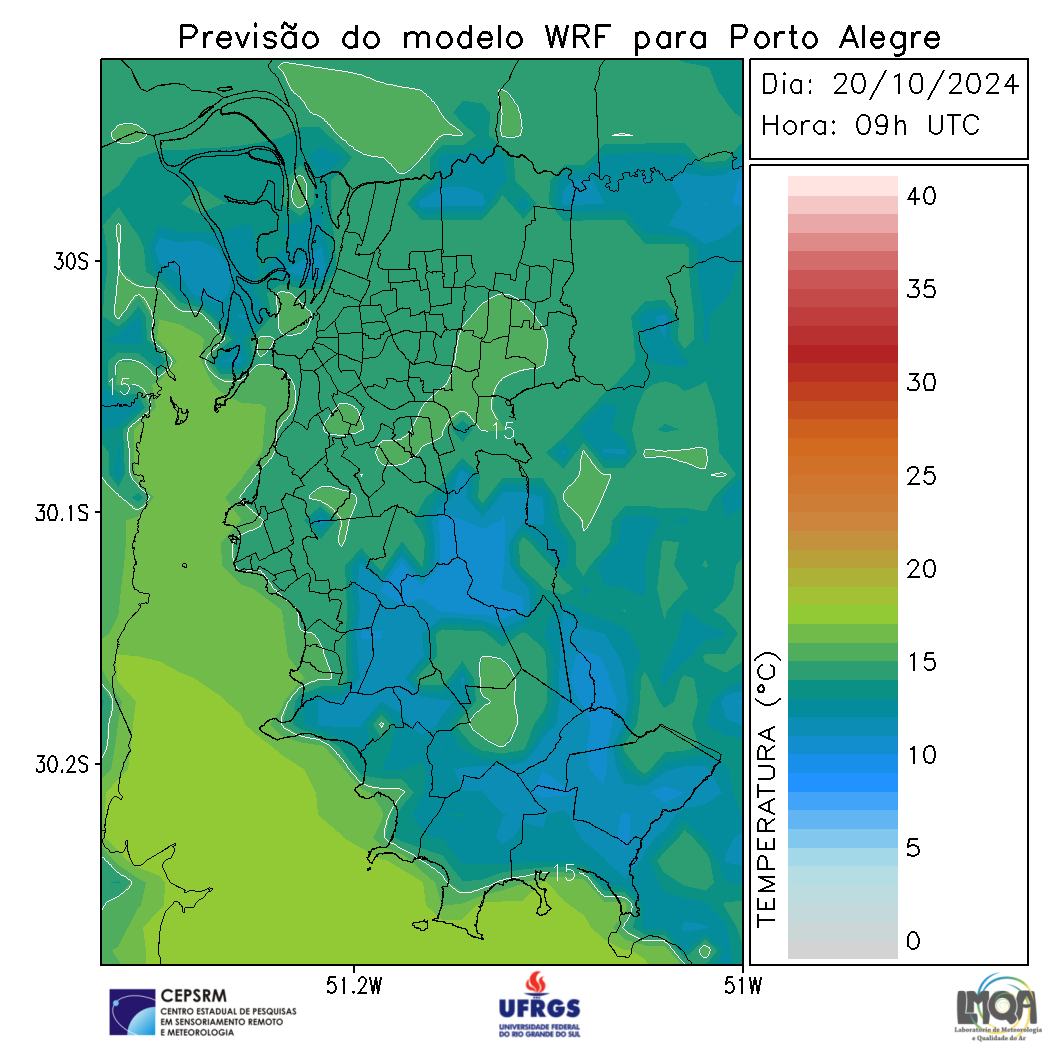 Previsão do modelo WRF para Porto Alegre
Dia: 20/10/2024
Hora: 09h UTC
40
35
30
25
20
15
10
5
0
TEMPERATURA (°C)
30S
30.1S
30.2S
15
15
15
51.2W
51W
CEPSRM
CENTRO ESTADUAL DE PESQUISAS
EM SENSORIAMENTO REMOTO
E METEOROLOGIA
UFRGS
UNIVERSIDADE FEDERAL
DO RIO GRANDE DO SUL
LMQA
Laboratório de Meteorologia
e Qualidade do Ar